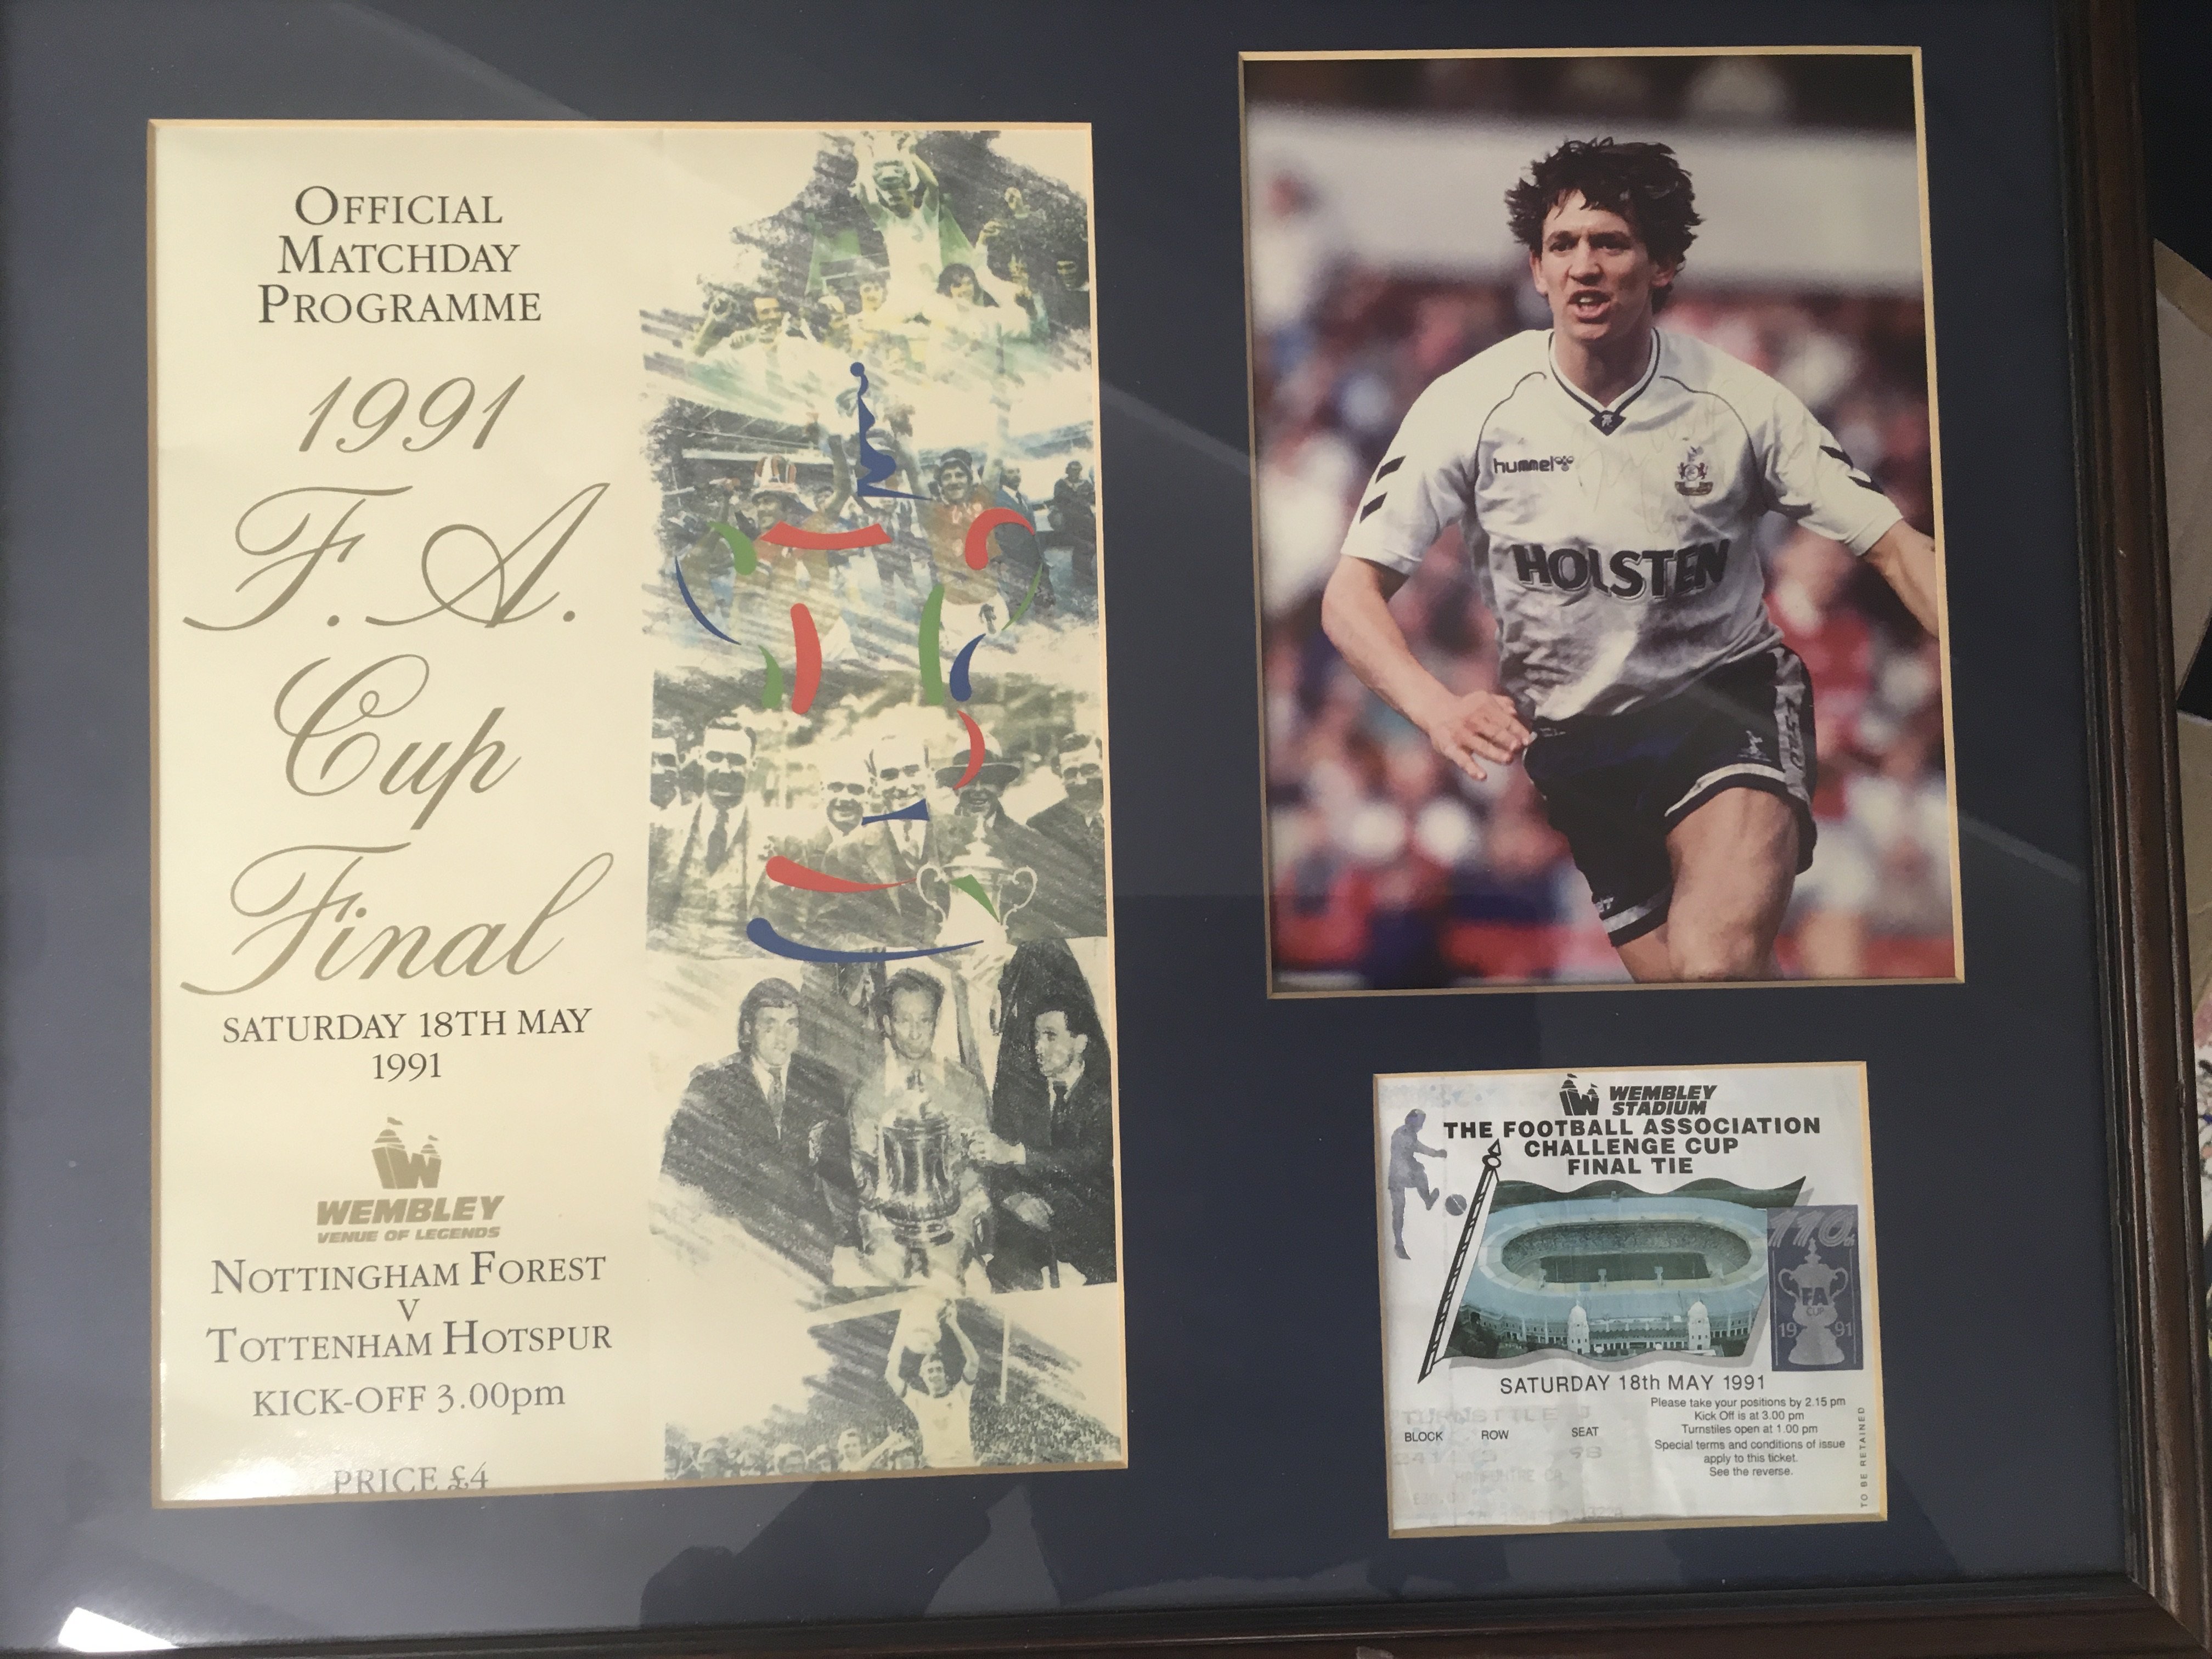 OFFICIAL
MATCHDAY
PROGRAMME
1991
F.A.
Cup
Final
SATURDAY 18TH MAY
1991
WEMBLEY
VENUE OF LEGENDS
NOTTINGHAM FOREST
V
TOTTENHAM HOTSPUR
KICK-OFF 3.00pm
PRICE £4
hummel
HOLSTEN
WEMBLEY
STADIUM
THE FOOTBALL ASSOCIATION
CHALLENGE CUP
FINAL TIE
110
FA
CUP
19 91
SATURDAY 18th MAY 1991
Please take your positions by 2.15 pm
Kick Off is at 3.00 pm
Turnstiles open at 1.00 pm
Special terms and conditions of issue
apply to this ticket.
See the reverse.
TURNSTILE J
BLOCK ROW SEAT
98
TO BE RETAINED